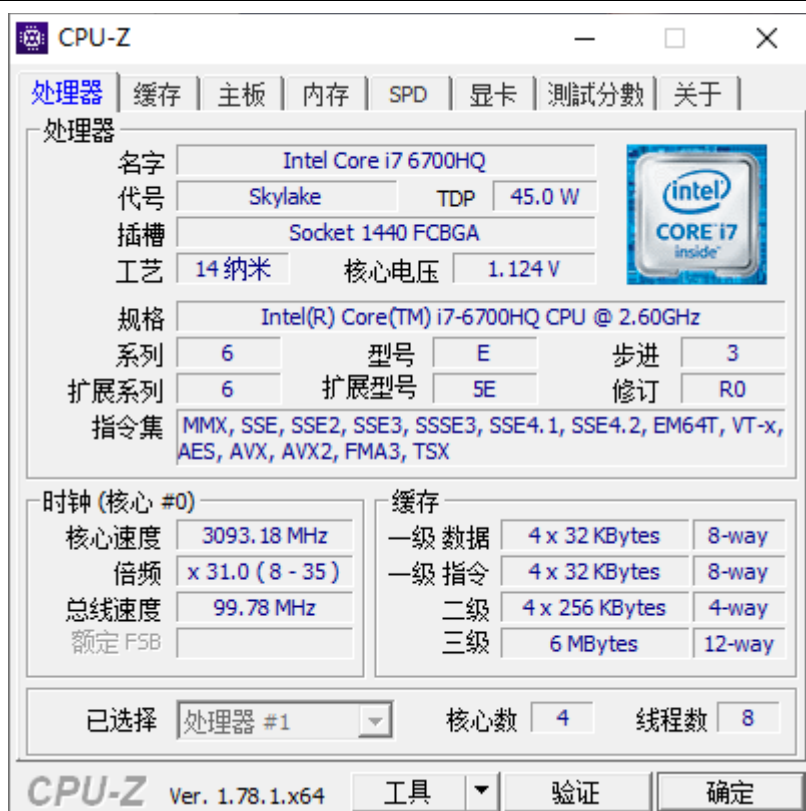 CPU-Z
处理器 缓存 主板 内存 SPD 显卡 測試分數 关于
处理器
名字 Intel Core i7 6700HQ
代号 Skylake TDP 45.0 W
插槽 Socket 1440 FCBGA
工艺 14 纳米 核心电压 1.124 V
intel
CORE i7
inside
规格 Intel(R) Core(TM) i7-6700HQ CPU @ 2.60GHz
系列 6 型号 E 步进 3
扩展系列 6 扩展型号 5E 修订 R0
指令集 MMX, SSE, SSE2, SSE3, SSSE3, SSE4.1, SSE4.2, EM64T, VT-x,
AES, AVX, AVX2, FMA3, TSX
时钟 (核心 #0)
核心速度 3093.18 MHz
倍频 x 31.0 ( 8 - 35 )
总线速度 99.78 MHz
额定 FSB
缓存
一级 数据 4 x 32 KBytes 8-way
一级 指令 4 x 32 KBytes 8-way
二级 4 x 256 KBytes 4-way
三级 6 MBytes 12-way
已选择 处理器 #1 核心数 4 线程数 8
CPU-Z Ver. 1.78.1.x64 工具 验证 确定